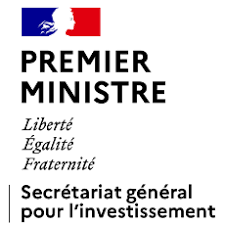 PREMIER
MINISTRE
Liberté
Égalité
Fraternité
Secrétariat général
pour l'investissement